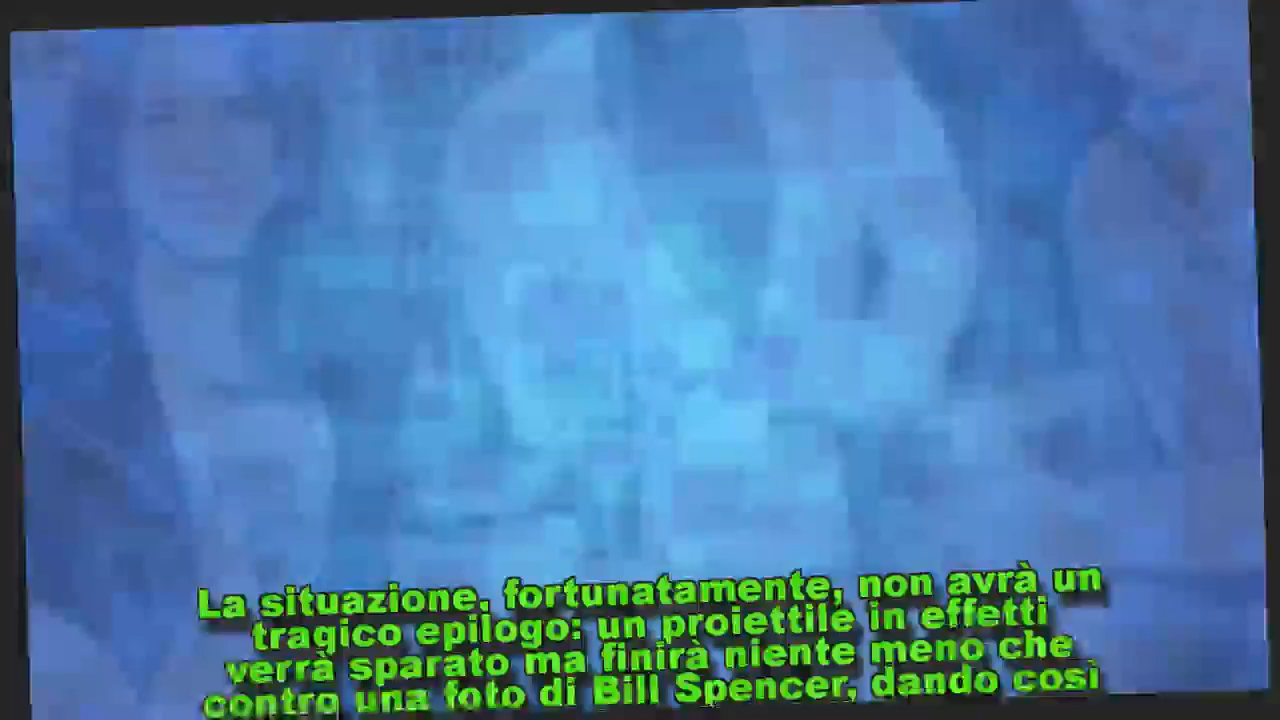 La situazione, fortunatamente, non avrà un
tragico epilogo: un proiettile in effetti
verrà sparato ma finirà niente meno che
contro una foto di Bill Spencer, dando così